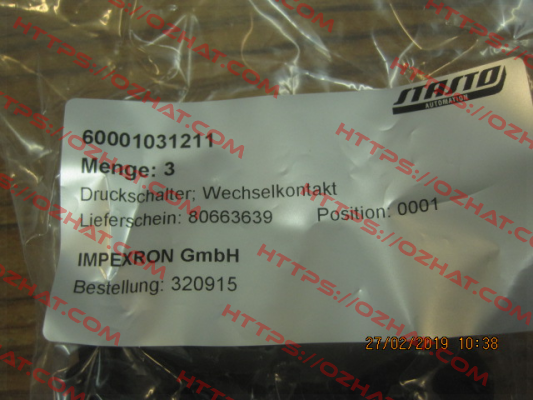 STASTO
AUTOMATION
60001031211
Menge: 3
Druckschalter; Wechselkontakt
Lieferschein: 80663639 Position: 0001
IMPEXRON GmbH
Bestellung: 320915
27/02/2019 10:38
HTTPS://OZHAT.COM